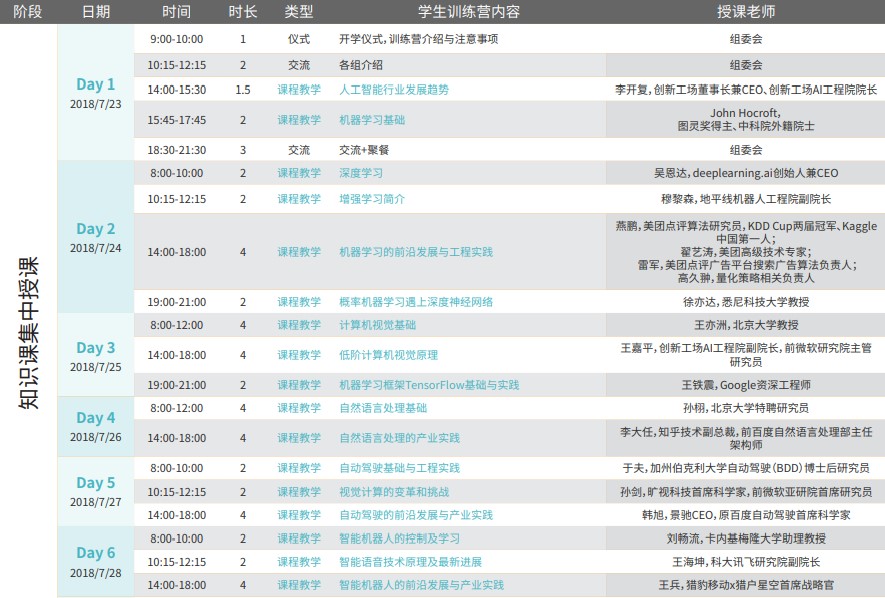 阶段 日期 时间 时长 类型 学生训练营内容 授课老师
知识课集中授课
Day 1
2018/7/23
9:00-10:00 1 仪式 开学仪式，训练营介绍与注意事项 组委会
10:15-12:15 2 交流 各组介绍 组委会
14:00-15:30 1.5 课程教学 人工智能行业发展趋势 李开复，创新工场董事长兼CEO、创新工场AI工程院院长
15:45-17:45 2 课程教学 机器学习基础 John Hocroft，
图灵奖得主、中科院外籍院士
18:30-21:30 3 交流 交流+聚餐 组委会
Day 2
2018/7/24
8:00-10:00 2 课程教学 深度学习 吴恩达，deeplearning.ai创始人兼CEO
10:15-12:15 2 课程教学 增强学习简介 穆黎森，地平线机器人工程院副院长
14:00-18:00 4 课程教学 机器学习的前沿发展与工程实践 燕鹏，美团点评算法研究员，KDD Cup两届冠军、Kaggle
中国第一人；
翟艺涛，美团高级技术专家；
雷军，美团点评广告平台搜索广告算法负责人；
高久翀，量化策略相关负责人
19:00-21:00 2 课程教学 概率机器学习遇上深度神经网络 徐亦达，悉尼科技大学教授
Day 3
2018/7/25
8:00-12:00 4 课程教学 计算机视觉基础 王亦洲，北京大学教授
14:00-18:00 4 课程教学 低阶计算机视觉原理 王嘉平，创新工场AI工程院副院长，前微软研究院主管
研究员
19:00-21:00 2 课程教学 机器学习框架TensorFlow基础与实践 王铁震，Google资深工程师
Day 4
2018/7/26
8:00-12:00 4 课程教学 自然语言处理基础 孙栩，北京大学特聘研究员
14:00-18:00 4 课程教学 自然语言处理的产业实践 李大任，知乎技术副总裁，前百度自然语言处理部主任
架构师
Day 5
2018/7/27
8:00-10:00 2 课程教学 自动驾驶基础与工程实践 于夫，加州伯克利大学自动驾驶（BDD）博士后研究员
10:15-12:15 2 课程教学 视觉计算的变革和挑战 孙剑，旷视科技首席科学家，前微软亚研院首席研究员
14:00-18:00 4 课程教学 自动驾驶的前沿发展与产业实践 韩旭，景驰CEO，原百度自动驾驶首席科学家
Day 6
2018/7/28
8:00-10:00 2 课程教学 智能机器人的控制及学习 刘畅流，卡内基梅隆大学助理教授
10:15-12:15 2 课程教学 智能语音技术原理及最新进展 王海坤，科大讯飞研究院副院长
14:00-18:00 4 课程教学 智能机器人的前沿发展与产业实践 王兵，猎豹移动x猎户星空首席战略官